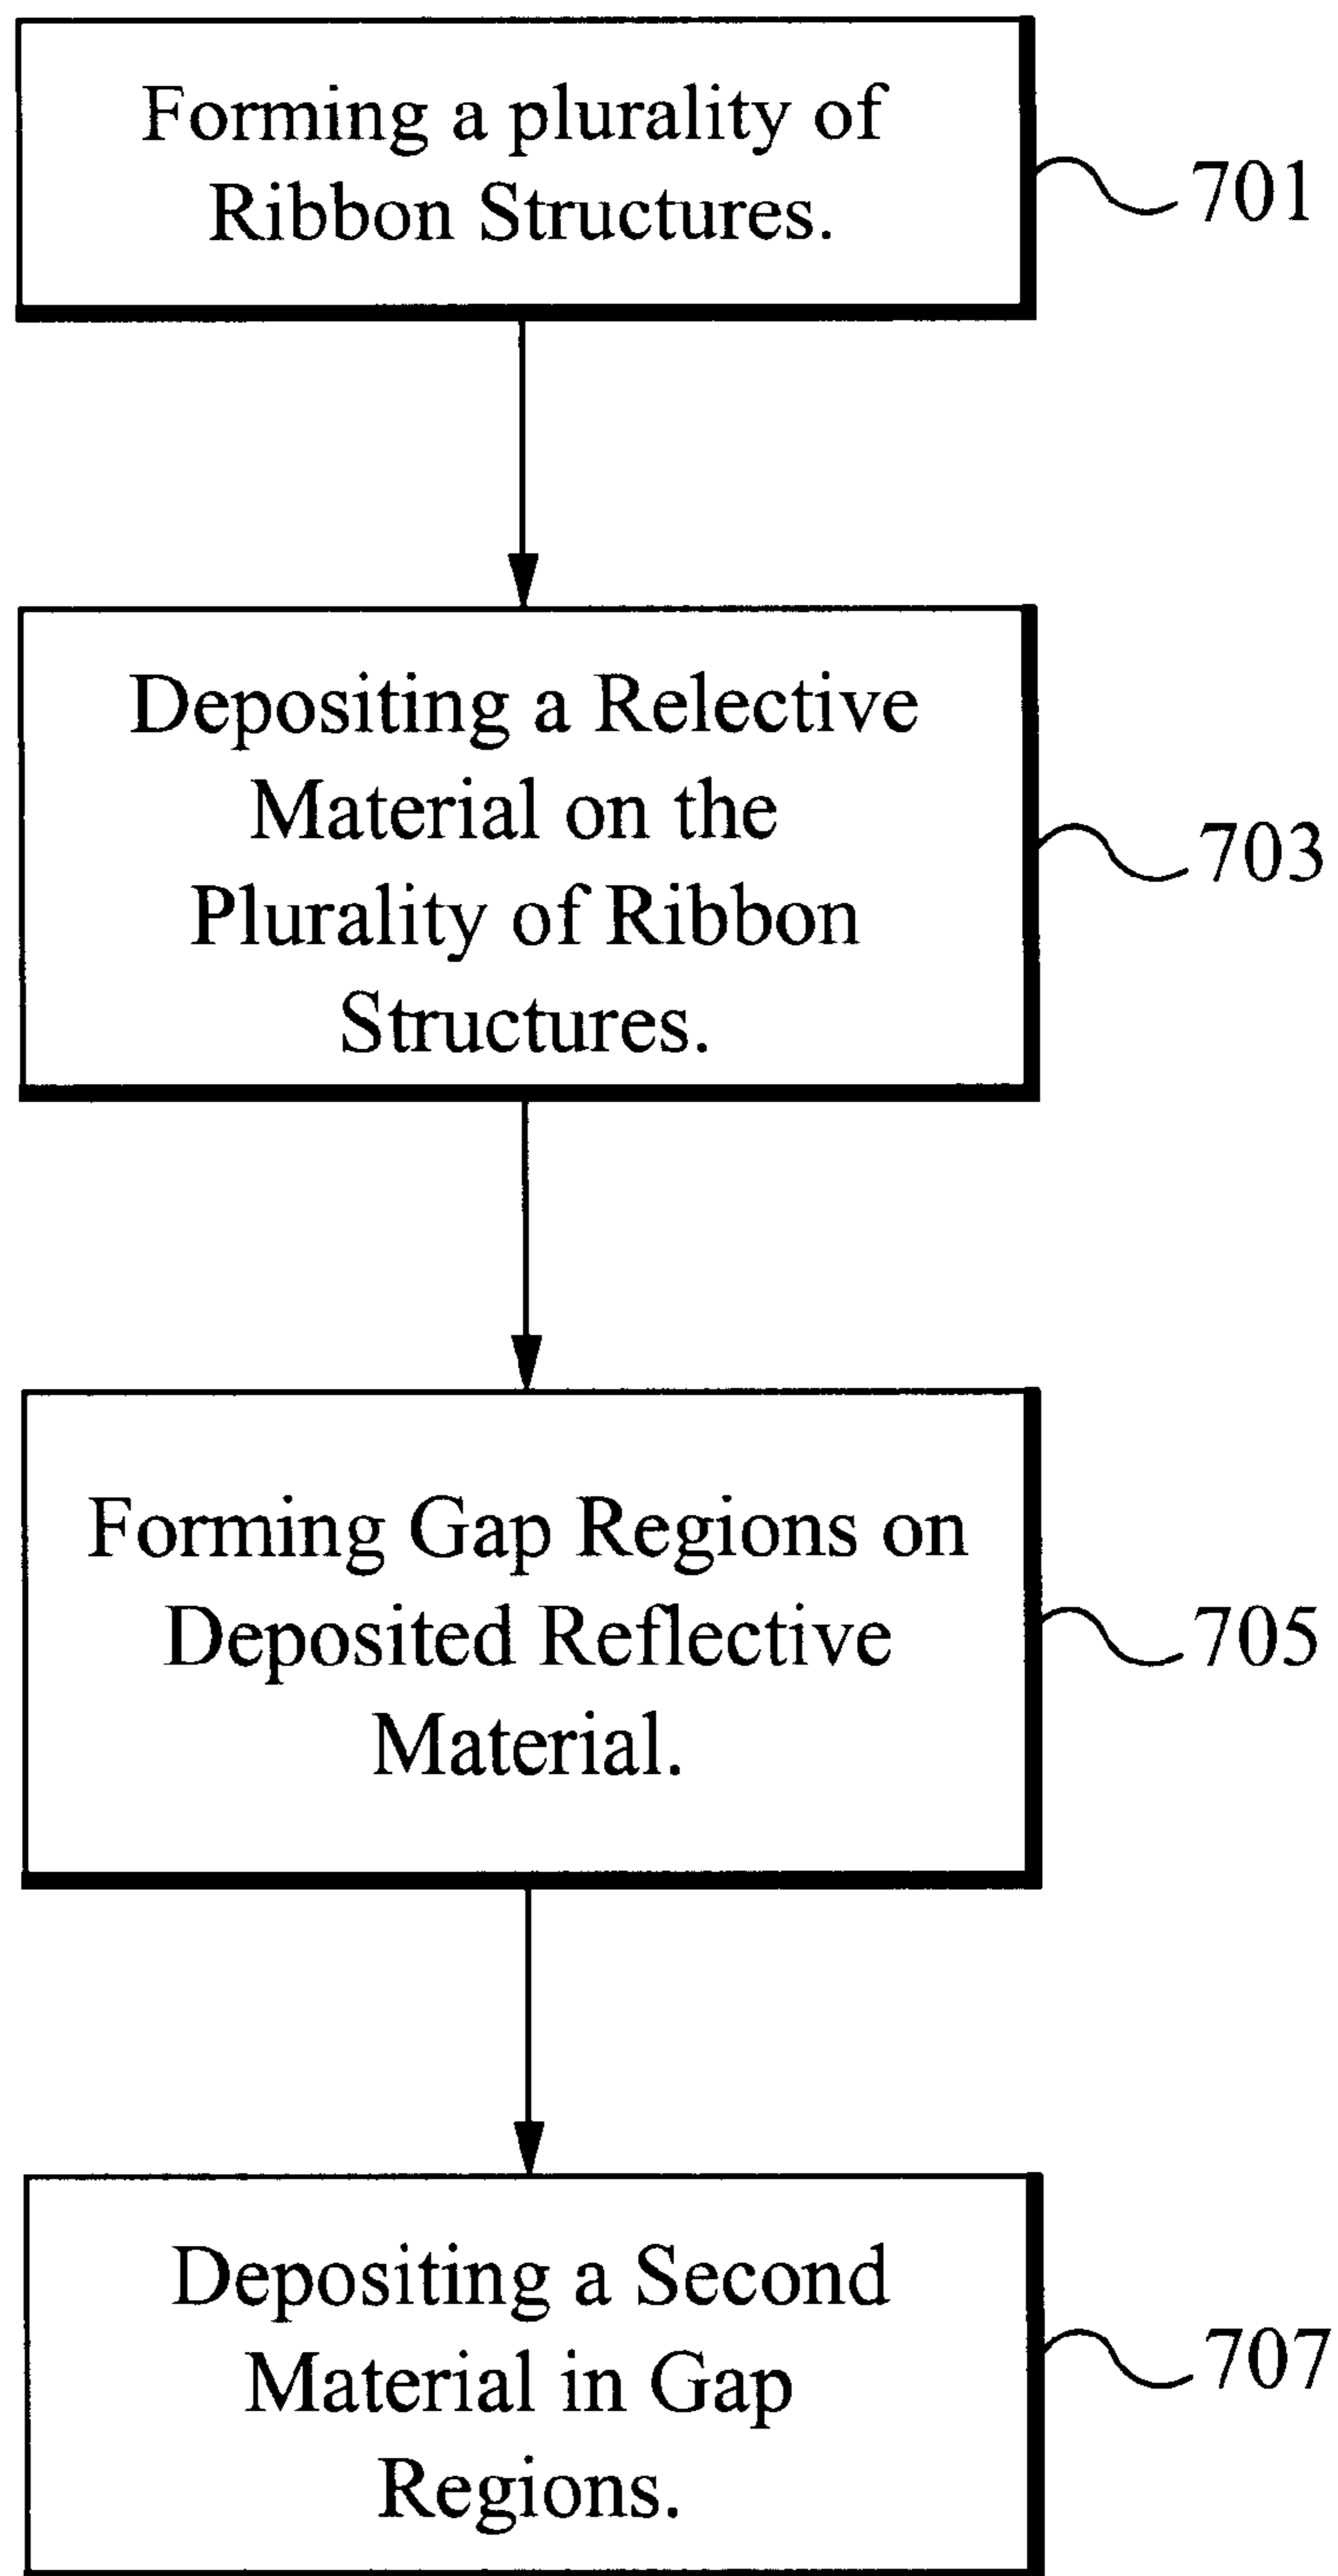 Forming a plurality of
Ribbon Structures.
701
Depositing a Relective
Material on the
Plurality of Ribbon
Structures.
703
Forming Gap Regions on
Deposited Reflective
Material.
705
Depositing a Second
Material in Gap
Regions.
707